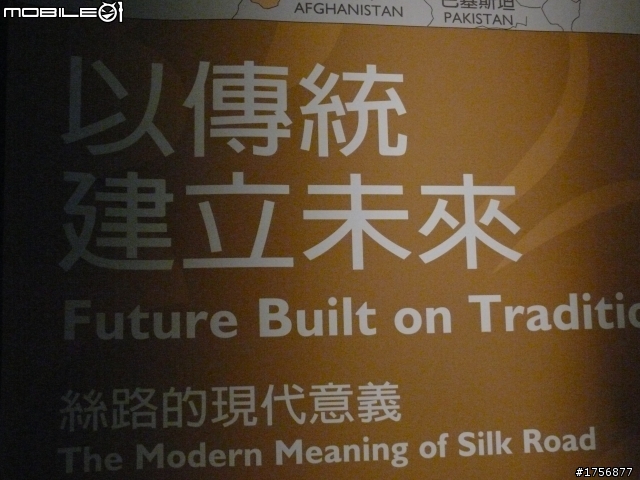 MOBILE01
AFGHANISTAN
巴基斯坦
PAKISTAN
以傳統
建立未來
Future Built on Traditio
絲路的現代意義
The Modern Meaning of Silk Road
#1756877